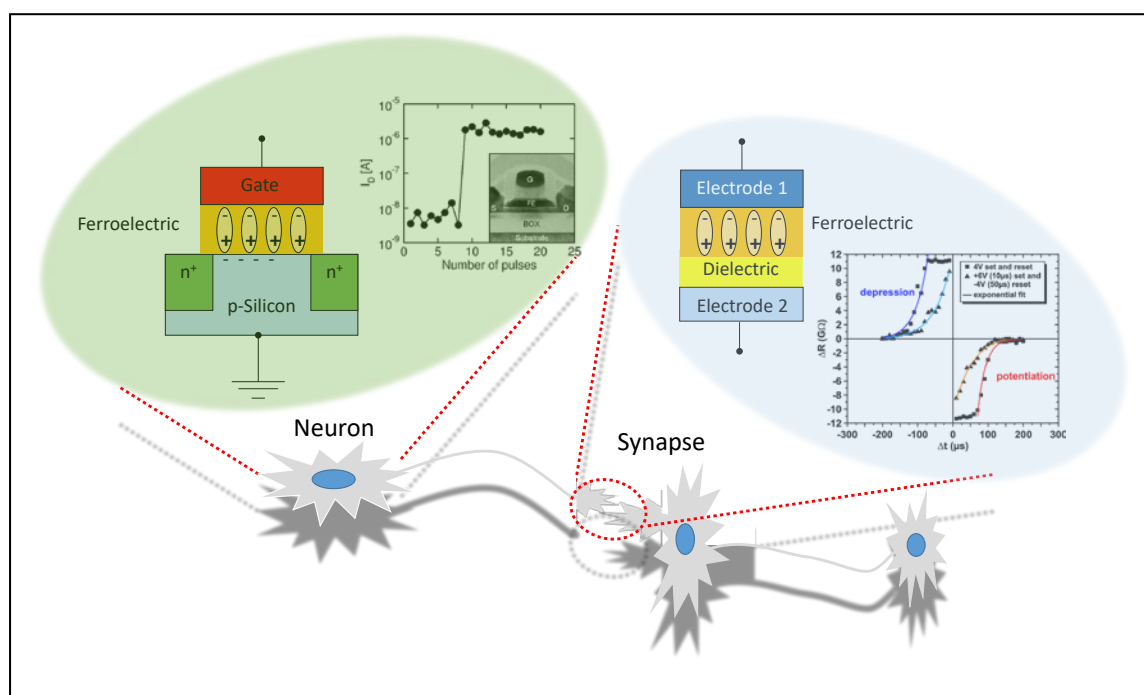 Gate
Ferroelectric
- - - -
+ + + +
- - - -
n+
n+
p-Silicon
10-5
10-6
10-7
10-8
10-9
ID [A]
G
FE
S
D
BOX
Substrate
0 5 10 15 20 25
Number of pulses
Electrode 1
- - - -
+ + + +
Ferroelectric
Dielectric
Electrode 2
12
10
8
6
4
2
0
-2
-4
-6
-8
-10
-12
ΔR (GΩ)
4V set and reset
+6V (10µs) set and
-4V (50µs) reset
exponential fit
depression
potentiation
-300 -200 -100 0 100 200 300
Δt (µs)
Neuron
Synapse